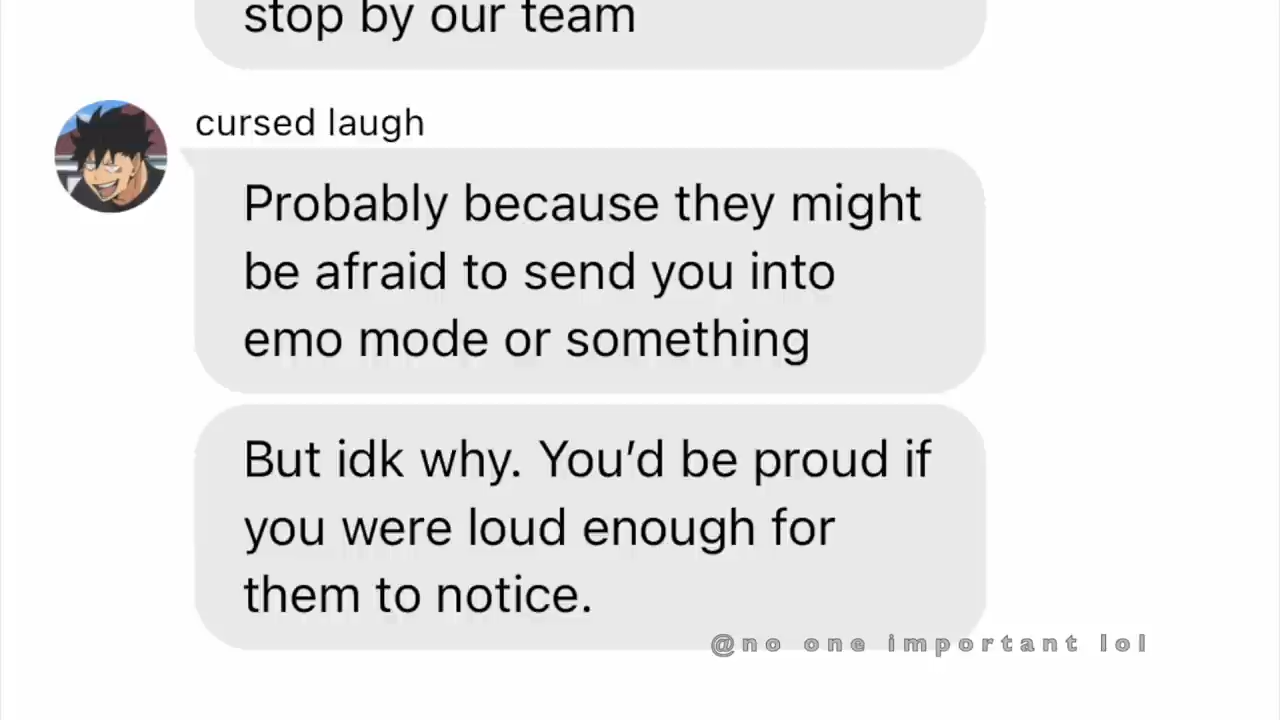 stop by our team
cursed laugh
Probably because they might
be afraid to send you into
emo mode or something
But idk why. You’d be proud if
you were loud enough for
them to notice.
@no one important lol